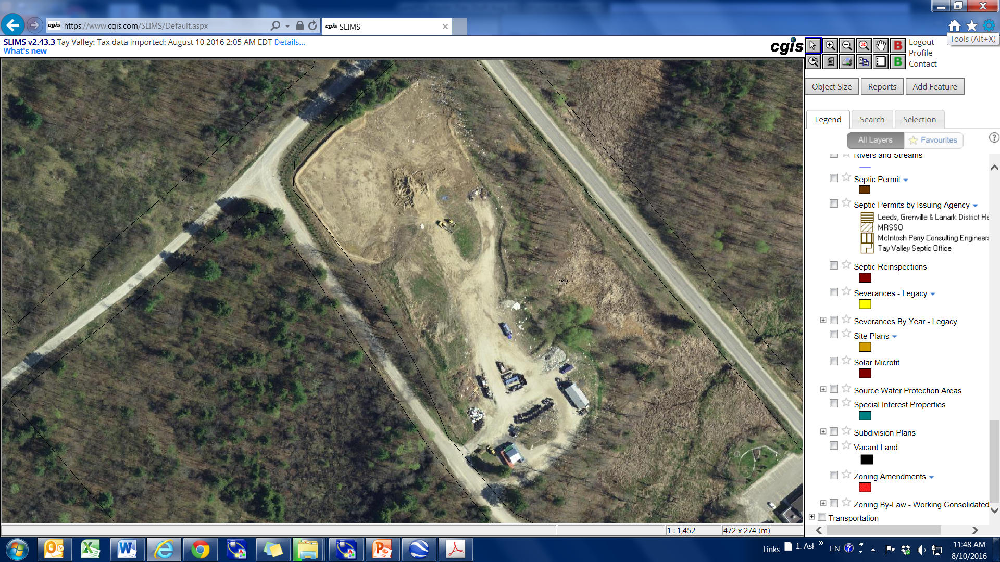 cgis https://www.cgis.com/SLIMS/Default.aspx
cgis SLIMS
Tools (Alt+X)
SLIMS v2.43.3 Tay Valley: Tax data imported: August 10 2016 2:05 AM EDT Details...
What's new
cgis
B
B
Logout
Profile
Contact
Object Size Reports Add Feature
Legend Search Selection
All Layers Favourites
?
Rivers and Streams
Septic Permit
Septic Permits by Issuing Agency
Leeds, Grenville & Lanark District He
MRSSO
McIntosh Perry Consulting Engineers
Tay Valley Septic Office
Septic Reinspections
Severances - Legacy
Severances By Year - Legacy
Site Plans
Solar Microfit
Source Water Protection Areas
Special Interest Properties
Subdivision Plans
Vacant Land
Zoning Amendments
Zoning By-Law - Working Consolidated
Transportation
217
1 : 1,452
472 x 274 (m)
Links 1. Ask » EN
11:48 AM
8/10/2016